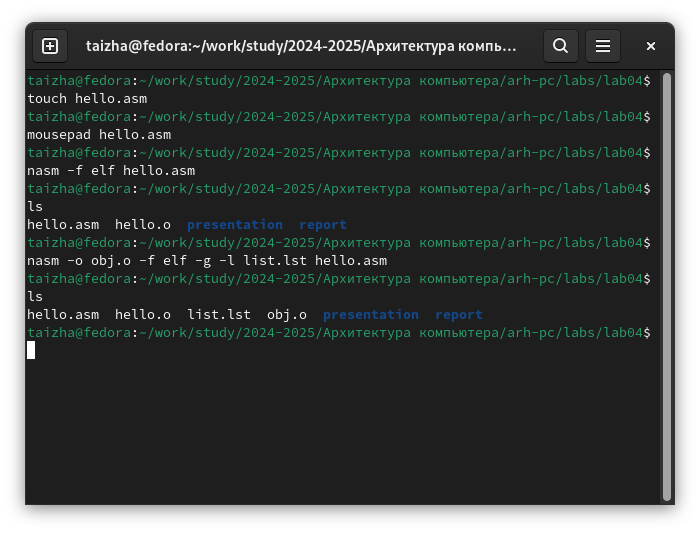 taizha@fedora:~/work/study/2024-2025/Архитектура компь…
taizha@fedora:~/work/study/2024-2025/Архитектура компьютера/arh-pc/labs/lab04$
touch hello.asm
taizha@fedora:~/work/study/2024-2025/Архитектура компьютера/arh-pc/labs/lab04$
mousepad hello.asm
taizha@fedora:~/work/study/2024-2025/Архитектура компьютера/arh-pc/labs/lab04$
nasm -f elf hello.asm
taizha@fedora:~/work/study/2024-2025/Архитектура компьютера/arh-pc/labs/lab04$
ls
hello.asm  hello.o  presentation  report
taizha@fedora:~/work/study/2024-2025/Архитектура компьютера/arh-pc/labs/lab04$
nasm -o obj.o -f elf -g -l list.lst hello.asm
taizha@fedora:~/work/study/2024-2025/Архитектура компьютера/arh-pc/labs/lab04$
ls
hello.asm  hello.o  list.lst  obj.o  presentation  report
taizha@fedora:~/work/study/2024-2025/Архитектура компьютера/arh-pc/labs/lab04$